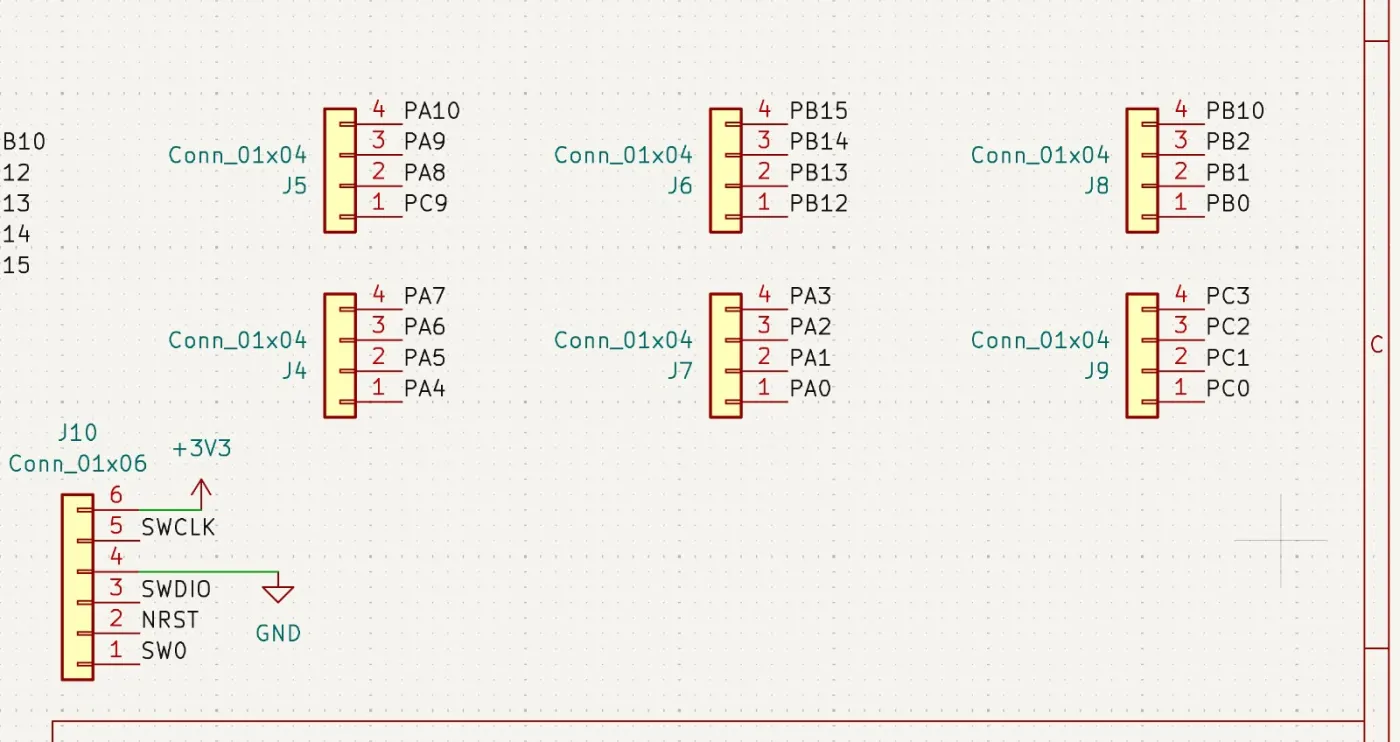 B10
12
13
14
15
Conn_01x04
J5
4 PA10
3 PA9
2 PA8
1 PC9
Conn_01x04
J6
4 PB15
3 PB14
2 PB13
1 PB12
Conn_01x04
J8
4 PB10
3 PB2
2 PB1
1 PB0
Conn_01x04
J4
4 PA7
3 PA6
2 PA5
1 PA4
Conn_01x04
J7
4 PA3
3 PA2
2 PA1
1 PA0
Conn_01x04
J9
4 PC3
3 PC2
2 PC1
1 PC0
C
J10
Conn_01x06
+3V3
6
5 SWCLK
4
3 SWDIO
2 NRST
1 SWO
GND